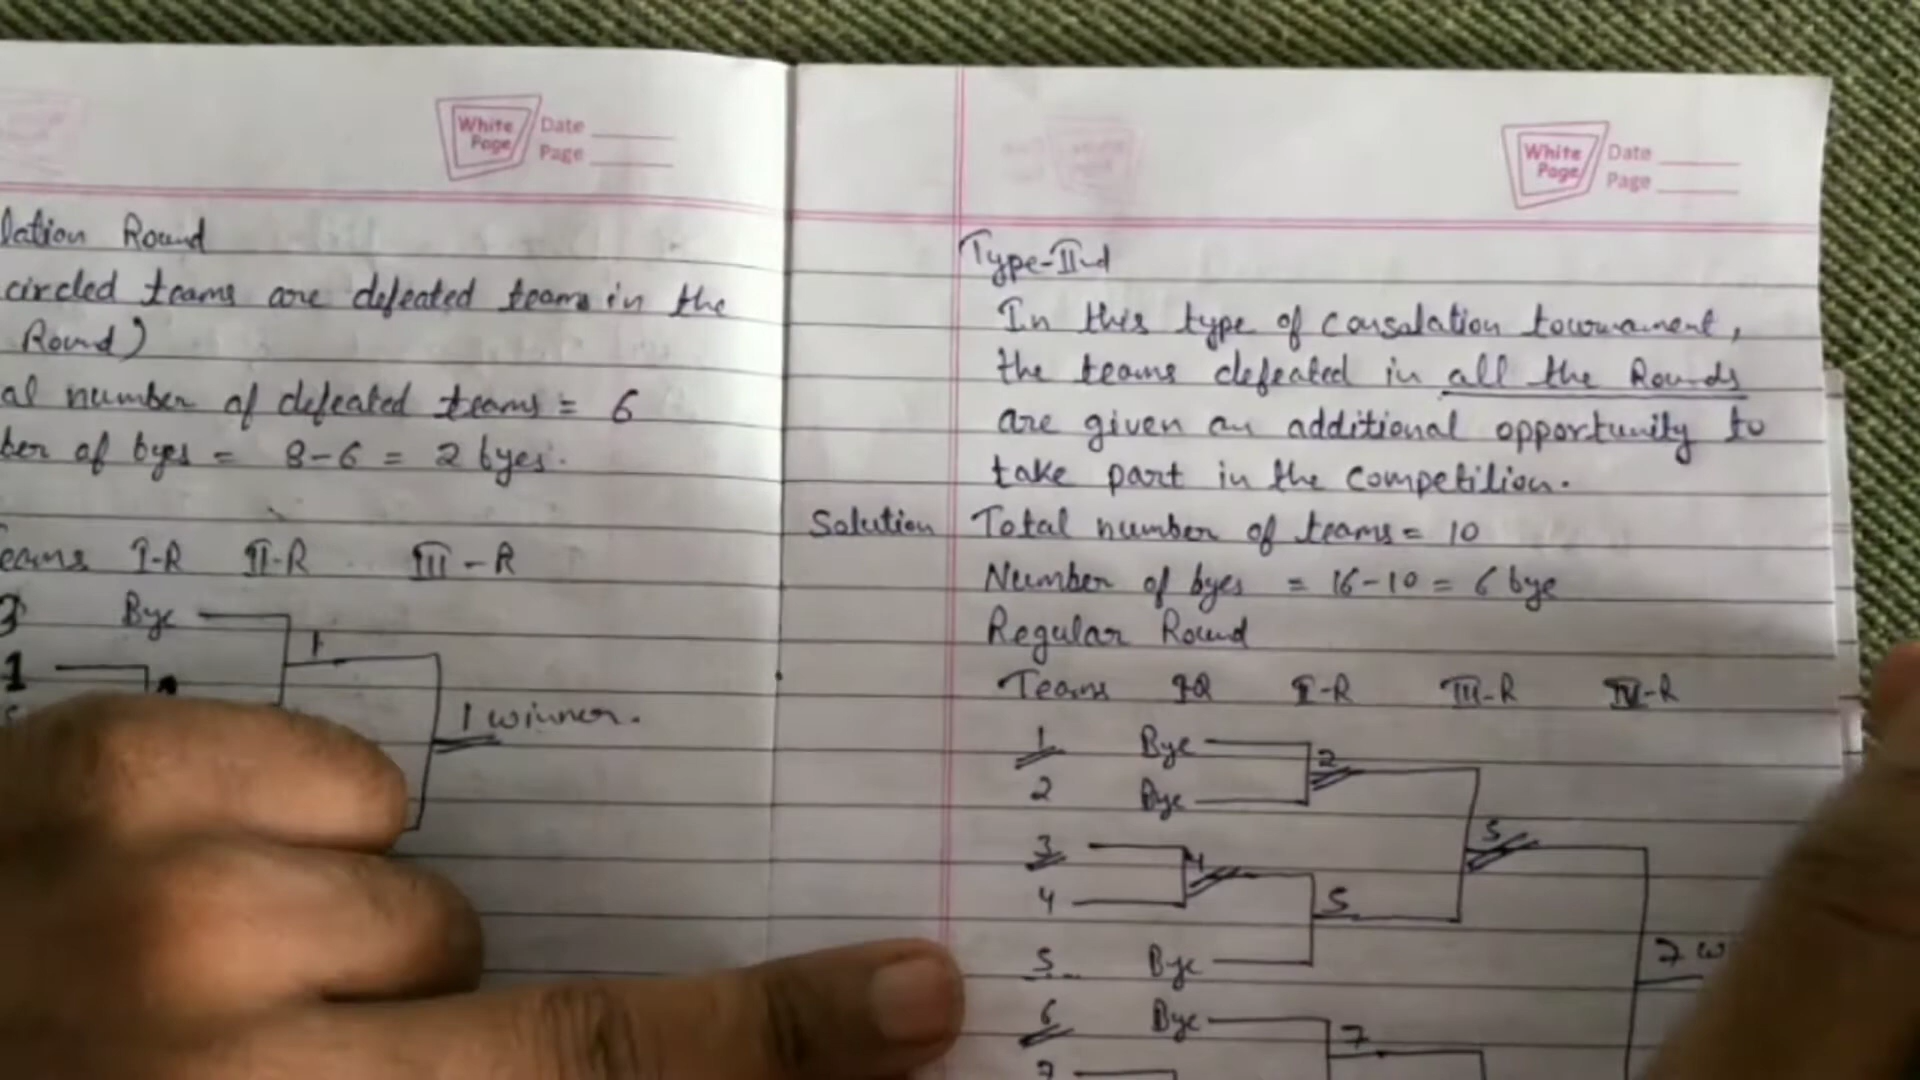 White Page Date
Page
lation Round
circled teams are defeated teams in the
Round)
al number of defeated teams = 6
ber of byes = 8-6 = 2 byes.
eams I-R II-R III-R
3 Bye
1
1
1 winner.
White Page Date
Page
Type-IInd
In this type of consolation tournament,
the teams defeated in all the Rounds
are given an additional opportunity to
take part in the competition.
Solution Total number of teams = 10
Number of byes = 16-10 = 6 bye
Regular Round
Teams I-R III-R IV-R
1 Bye 2
2 Bye
5
3 4
4 5
7 w
5 Bye
6 Bye 7
7